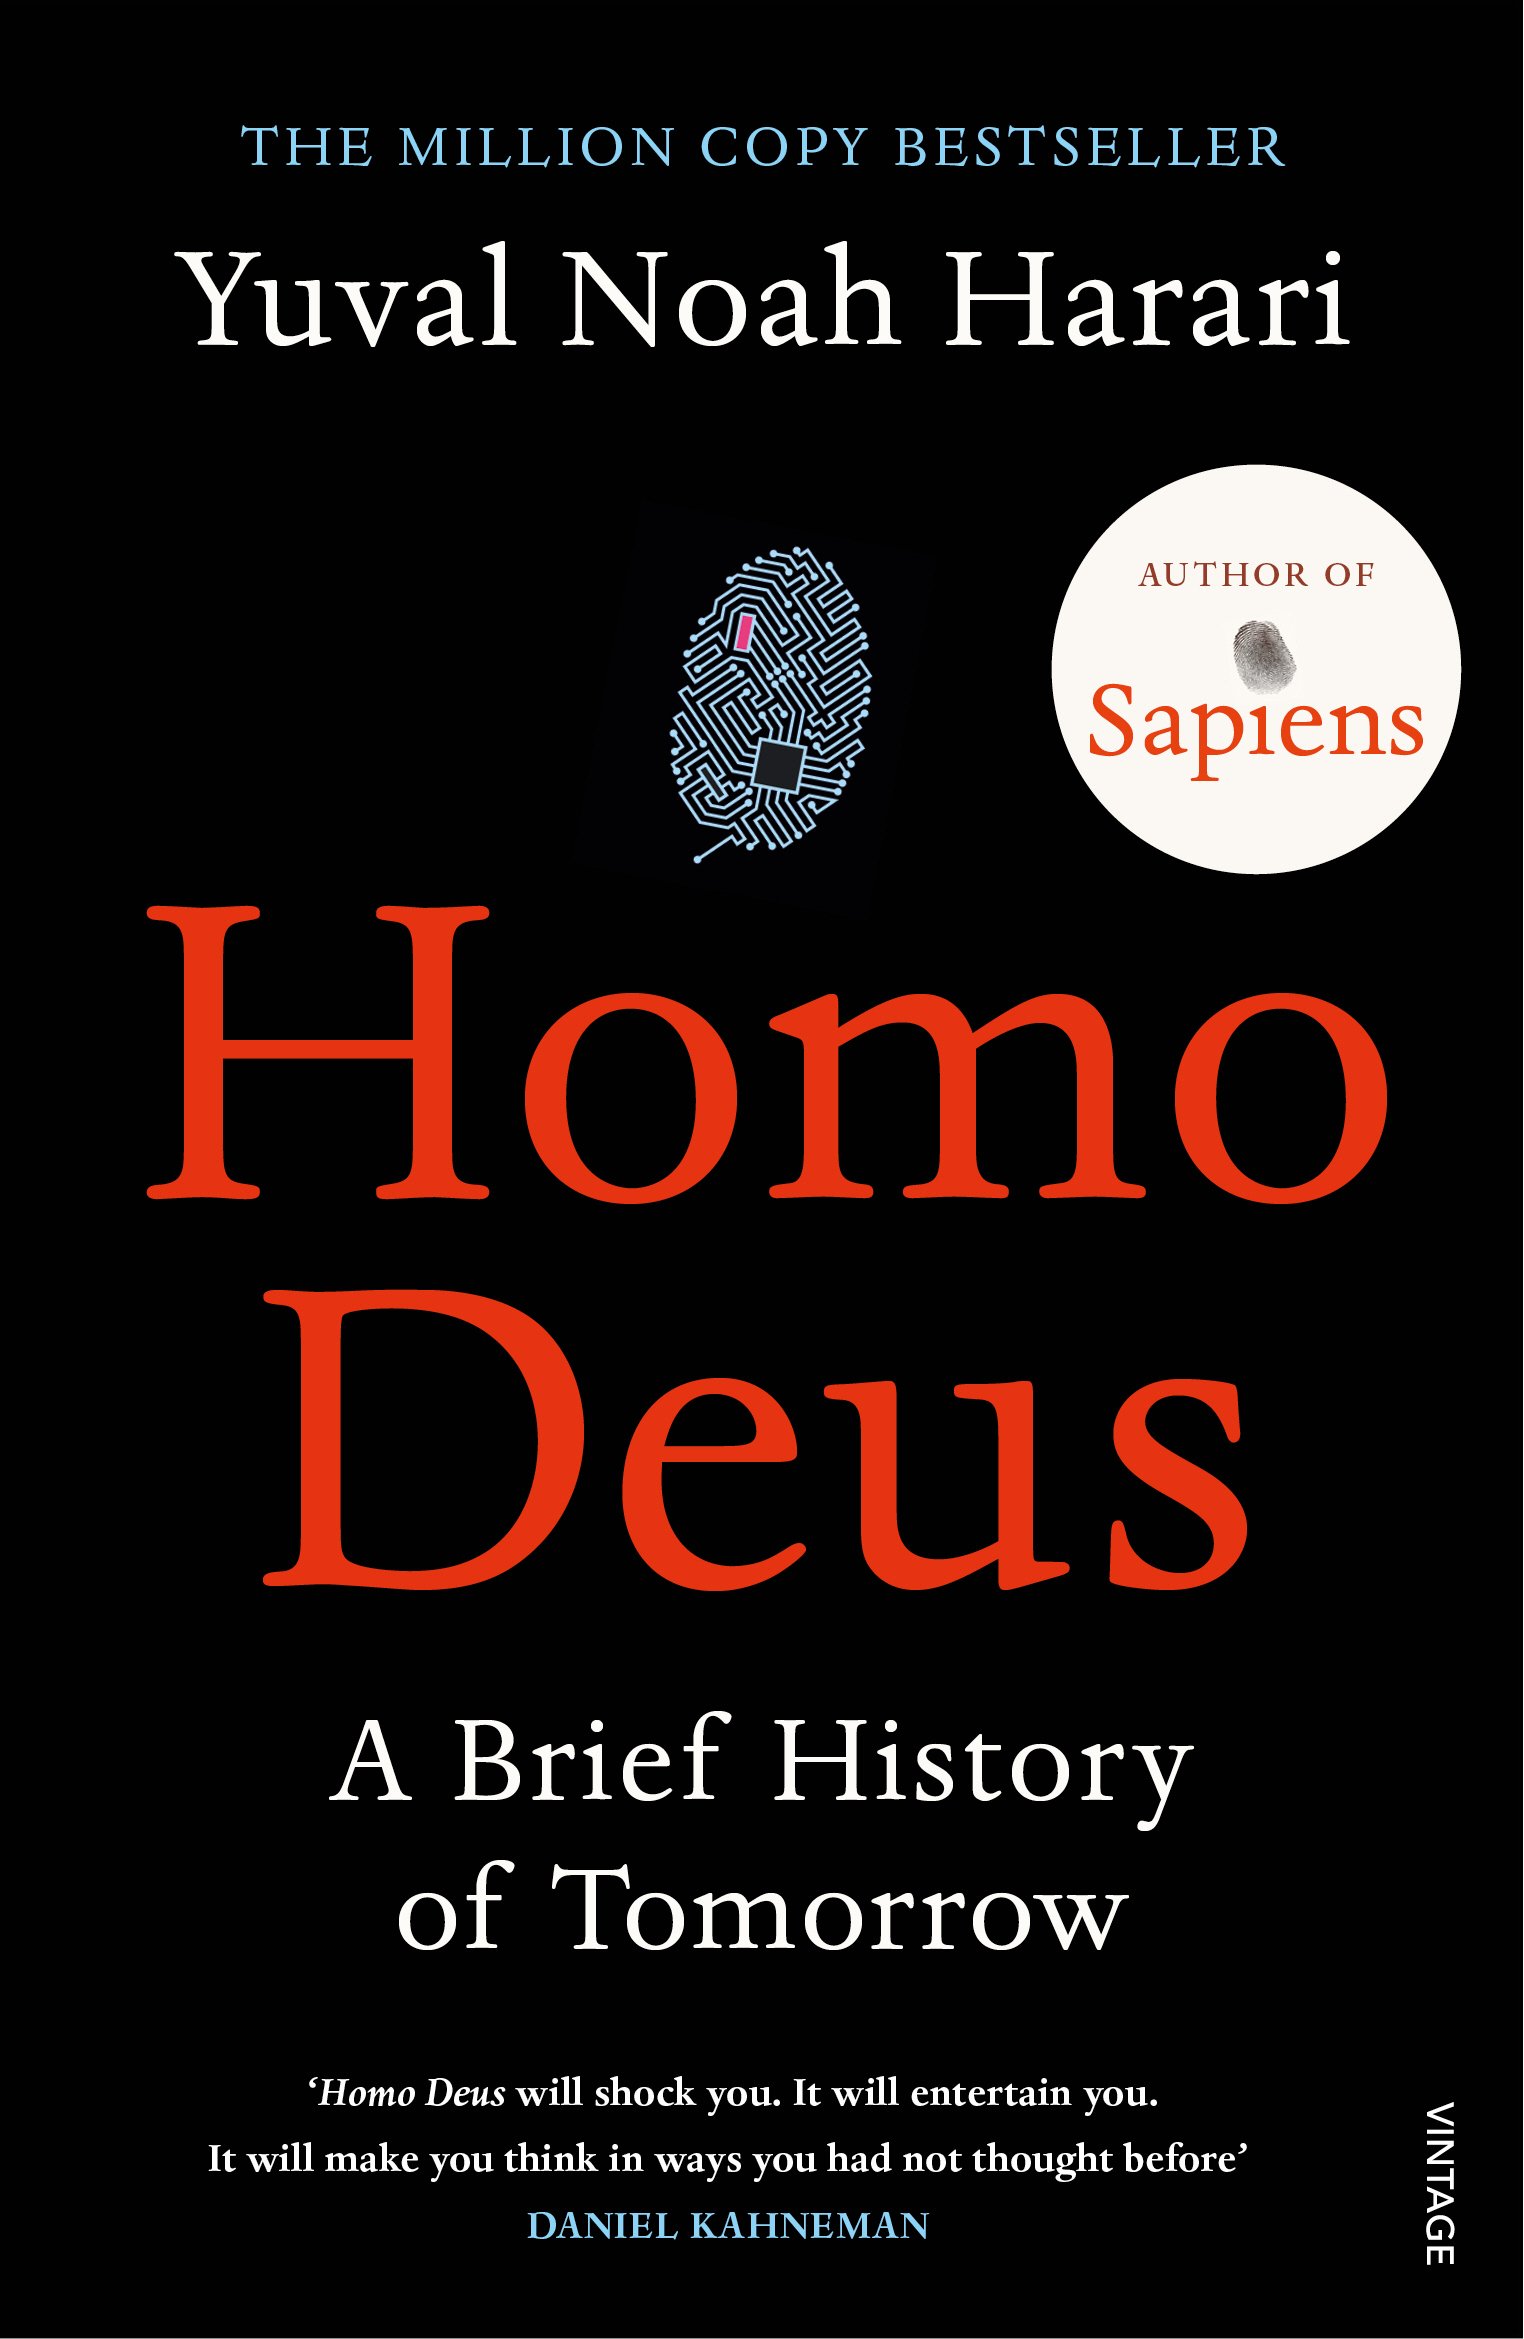 THE MILLION COPY BESTSELLER
Yuval Noah Harari
AUTHOR OF
Sapiens
Homo
Deus
A Brief History
of Tomorrow
‘Homo Deus will shock you. It will entertain you.
It will make you think in ways you had not thought before’
DANIEL KAHNEMAN
VINTAGE